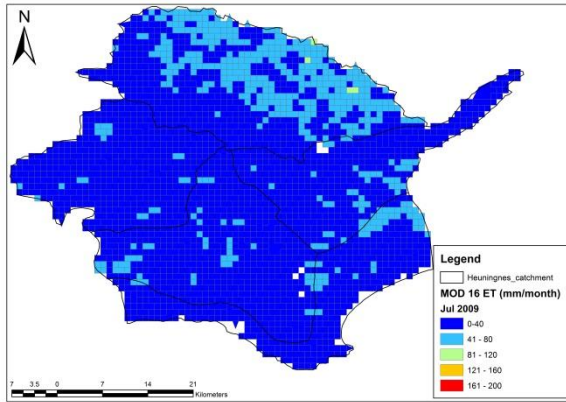 N
Legend
Heuningnes_catchment
MOD 16 ET (mm/month)
Jul 2009
0-40
41 - 80
81 - 120
121 - 160
161 - 200
7 3.5 0 7 14 21
Kilometers